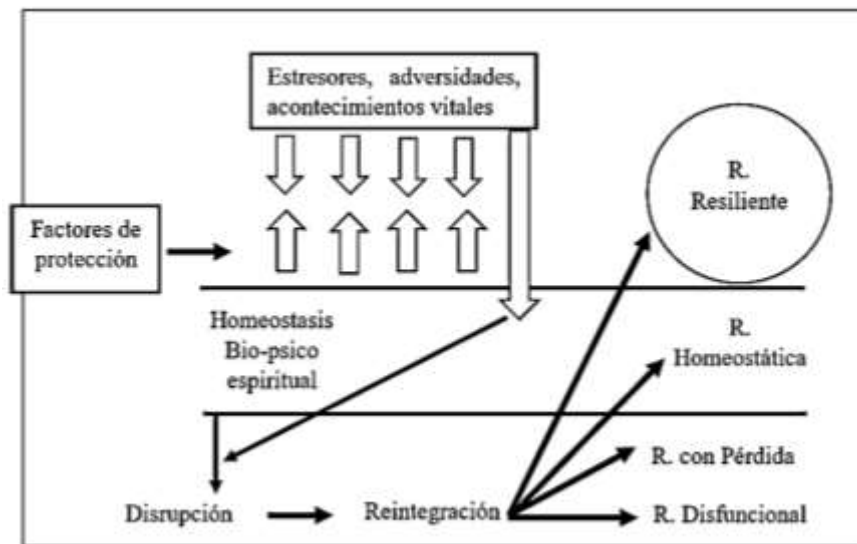 Estresores, adversidades,
acontecimientos vitales
R.
Resiliente
Factores de
protección
Homeostasis
Bio-psico
espiritual
R.
Homeostática
R. con Pérdida
Disrupción
Reintegración
R. Disfuncional